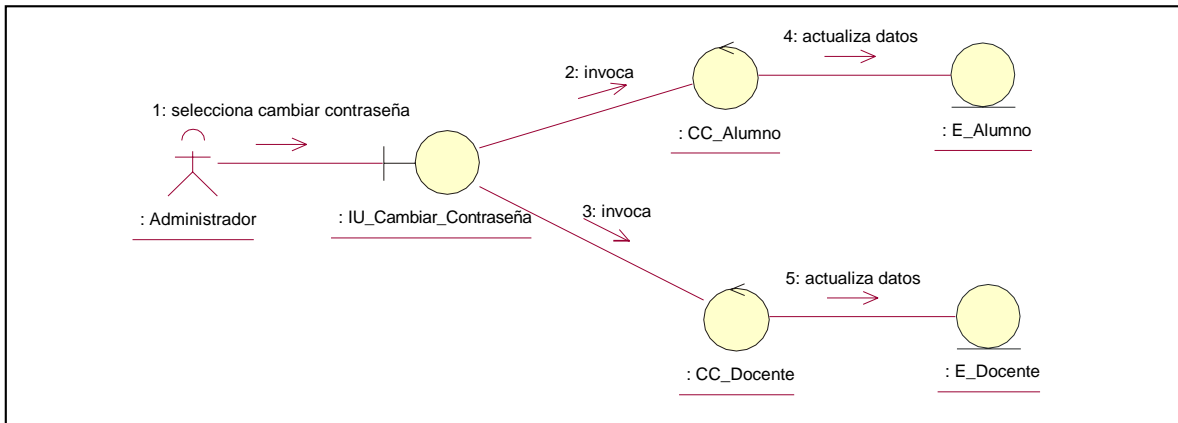 4: actualiza datos
2: invoca
1: selecciona cambiar contraseña
: CC_Alumno
: E_Alumno
: Administrador
: IU_Cambiar_Contraseña
3: invoca
5: actualiza datos
: CC_Docente
: E_Docente